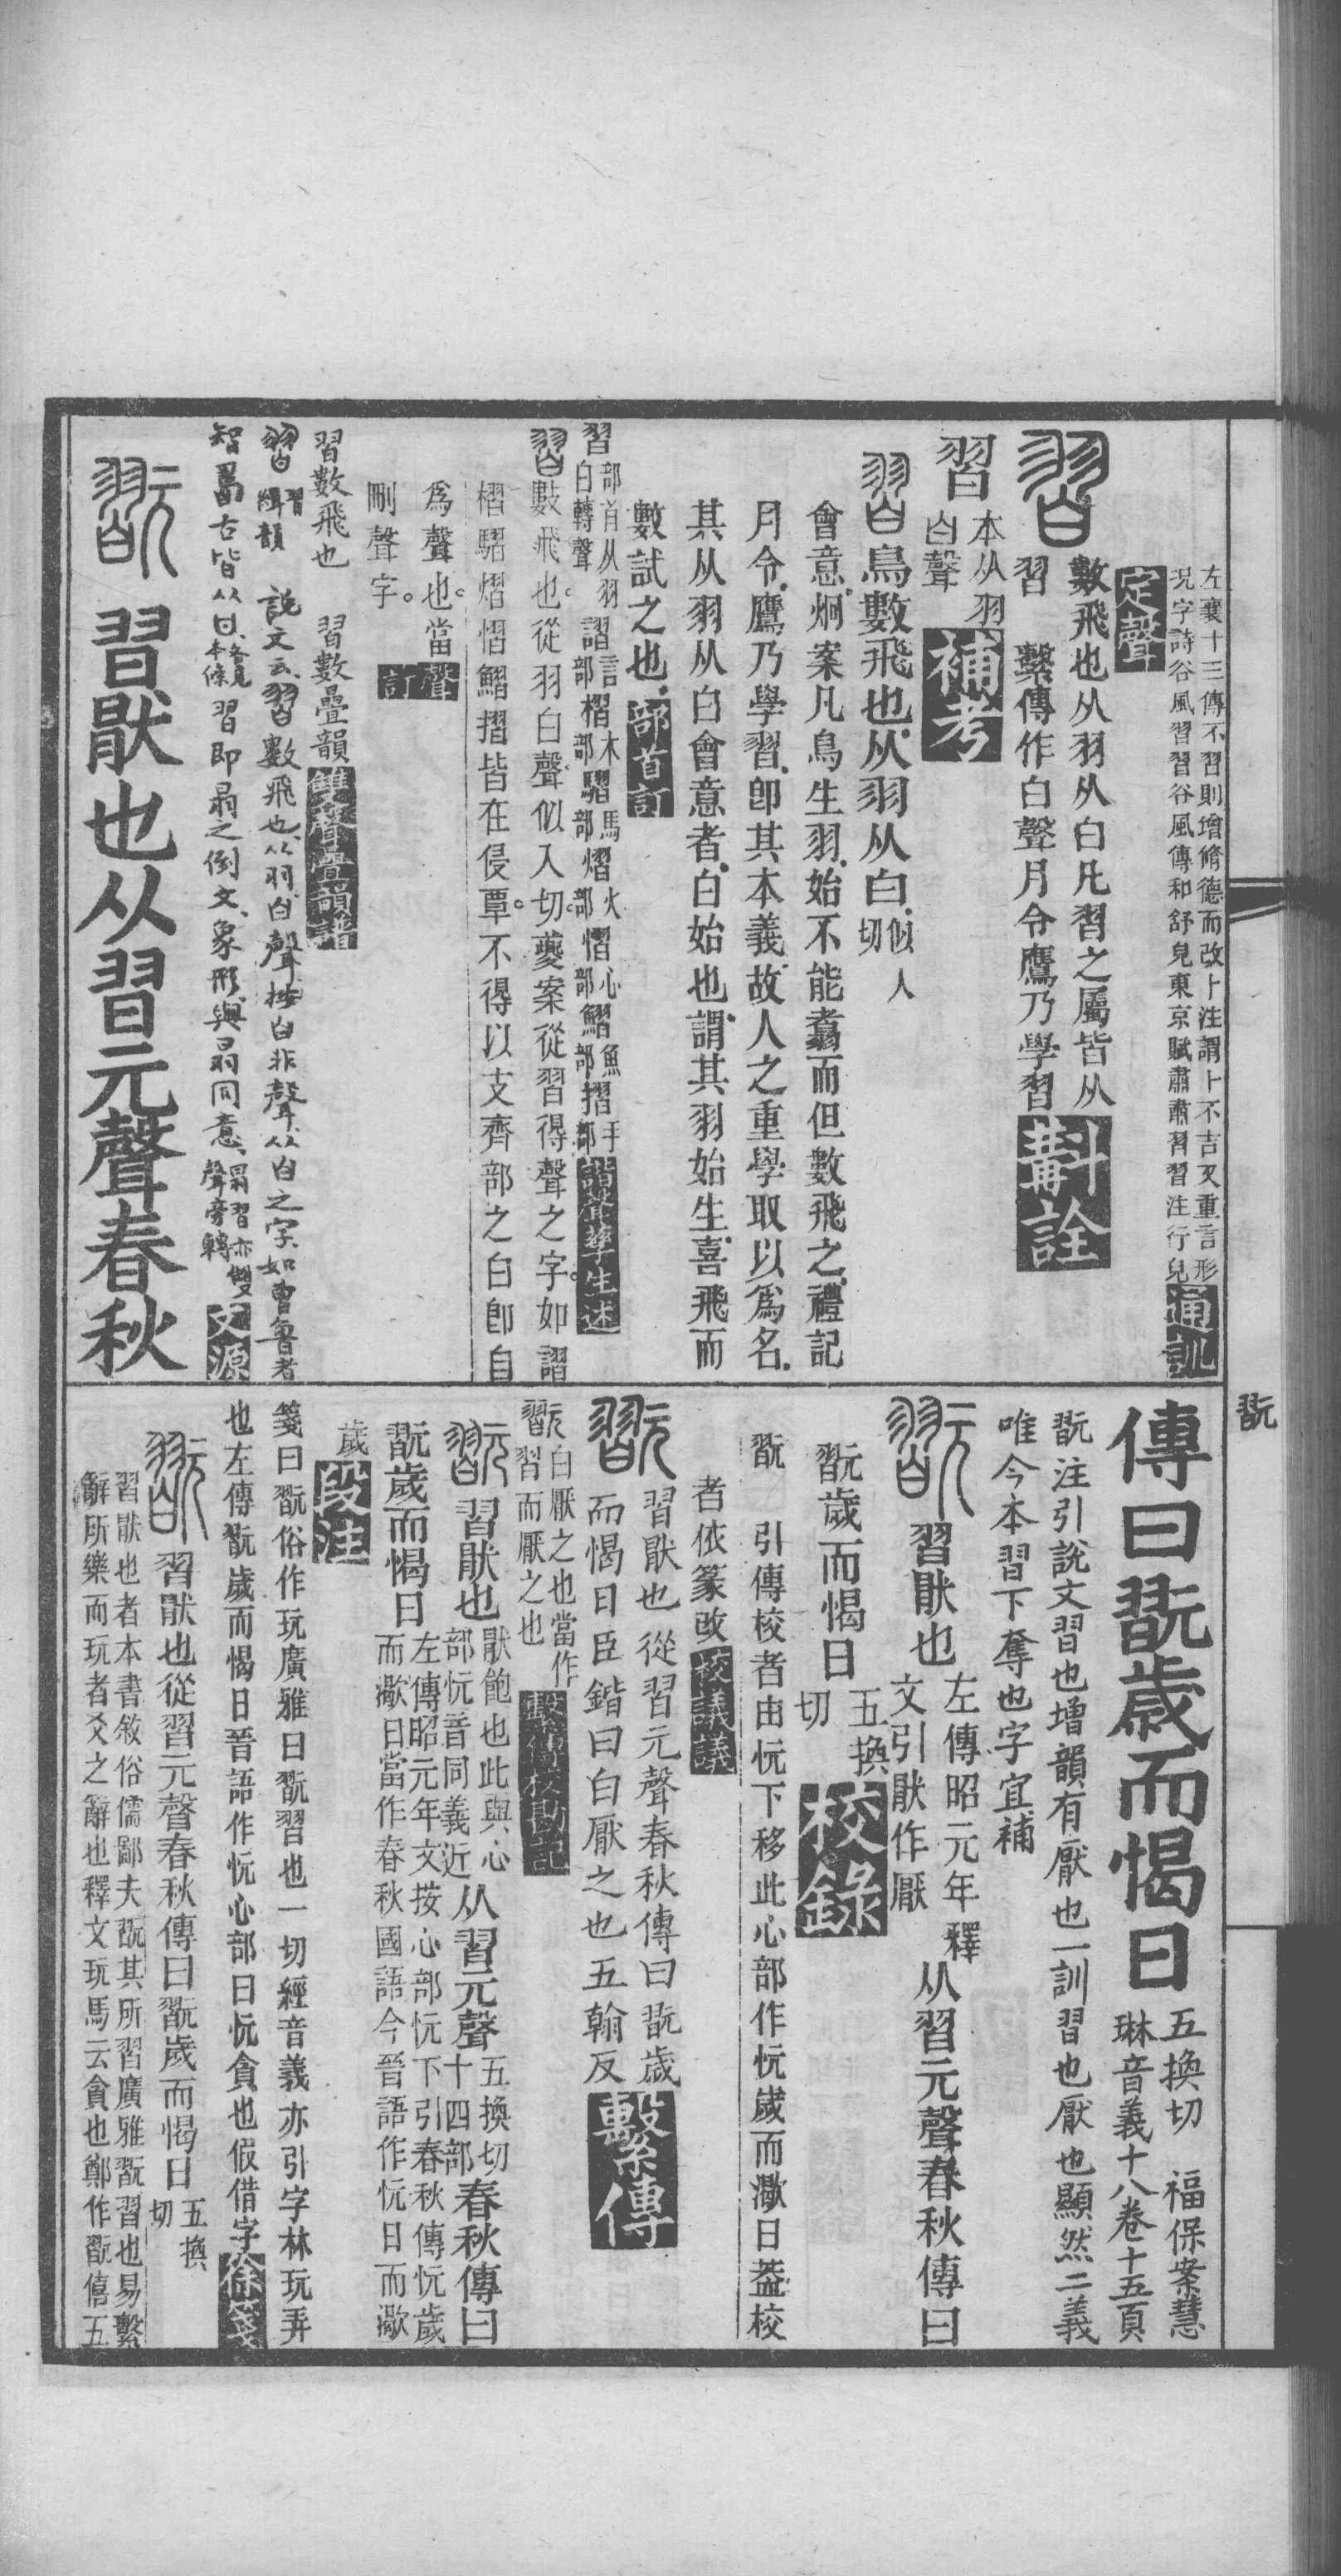 左襄十三傳不習則增脩德而改卜注謂卜不吉又重言形
況字詩谷風習習谷風傳和舒皃東京賦肅肅習習注行皃通訓
定聲
習 數飛也从羽从白凡習之屬皆从
習 繫傳作白聲月令鷹乃學習 斠詮
習 本从羽
白聲 補考
習 鳥數飛也从羽从白似入
切
會意炯案凡鳥生羽始不能翥而但數飛之禮記
月令鷹乃學習卽其本義故人之重學取以爲名
其从羽从白會意者白始也謂其羽始生喜飛而
數試之也 部首訂
習 部首从羽 謵言 槢木 騽馬 熠火 慴心 鰼魚 摺手
白轉聲 部 部 部 部 部 部 部 諧聲孳生述
習 數飛也從羽白聲似入切夔案從習得聲之字如謵
槢騽熠慴鰼摺皆在侵覃不得以支齊部之白卽自
爲聲也當
刪聲字 聲訂
習數飛也 習數疊韻 雙聲疊韻譜
習 緝韻 說文云習數飛也从羽白聲按白非聲从白之字如曹魯者
智 古皆从日各見本條習卽弱之倒文象形與弱同意 弱習亦雙聲旁轉 文源
翫 習猒也从習元聲春秋
傳曰翫歲而愒日 五換切 福保案慧
琳音義十八卷十五頁
翫注引說文習也增韻有厭也一訓習也厭也顯然二義
唯今本習下奪也字宜補
翫 習猒也 左傳昭元年釋
文引猒作厭 从習元聲春秋傳曰
翫歲而愒日 五換
切 校錄
翫 引傳校者由忨下移此心部作忨歲而㵣日葢校
者依篆改 校議議
翫 習猒也從習元聲春秋傳曰翫歲
而愒日臣鍇曰白厭之也五翰反 繫傳
翫 白厭之也當作
習而厭之也 繫傳校勘記
翫 習猒也 猒飽也此與心
部忨音同義近 从習元聲 五換切
十四部 春秋傳曰
翫歲而愒日 左傳昭元年文按心部忨下引春秋傳忨歲
而㵣日當作春秋國語今晉語作忨日而㵣
歲 段注
箋曰翫俗作玩廣雅曰翫習也一切經音義亦引字林玩弄
也左傳翫歲而愒日晉語作忨心部曰忨貪也假借字 徐箋
翫 習猒也從習元聲春秋傳曰翫歲而愒日 五換
切
習猒也者本書敘俗儒鄙夫翫其所習廣雅翫習也易繫
辭所樂而玩者爻之辭也釋文玩馬云貪也鄭作翫僖五
翫